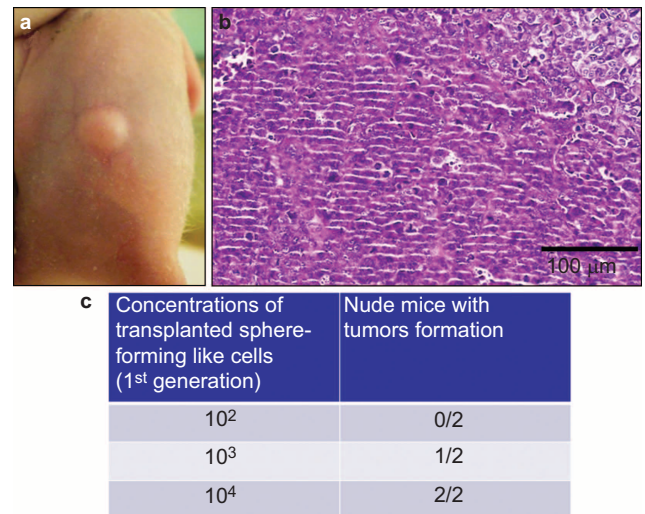 a
b
100 μm
c
Concentrations of
transplanted sphere-
forming like cells
(1st generation)
Nude mice with
tumors formation
10² 0/2
10³ 1/2
10⁴ 2/2